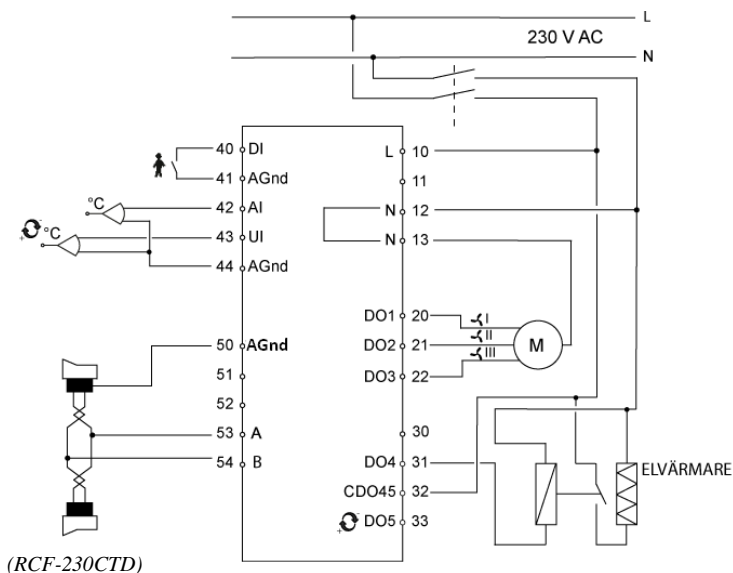 L
230 V AC
N
40 DI
L 10
41 AGnd
11
°C
42 AI
N 12
°C
43 UI
N 13
44 AGnd
DO1 20
I
II
III
M
50 AGnd
DO2 21
51
DO3 22
52
53 A
30
54 B
DO4 31
ELVÄRMARE
CDO45 32
DO5 33
(RCF-230CTD)